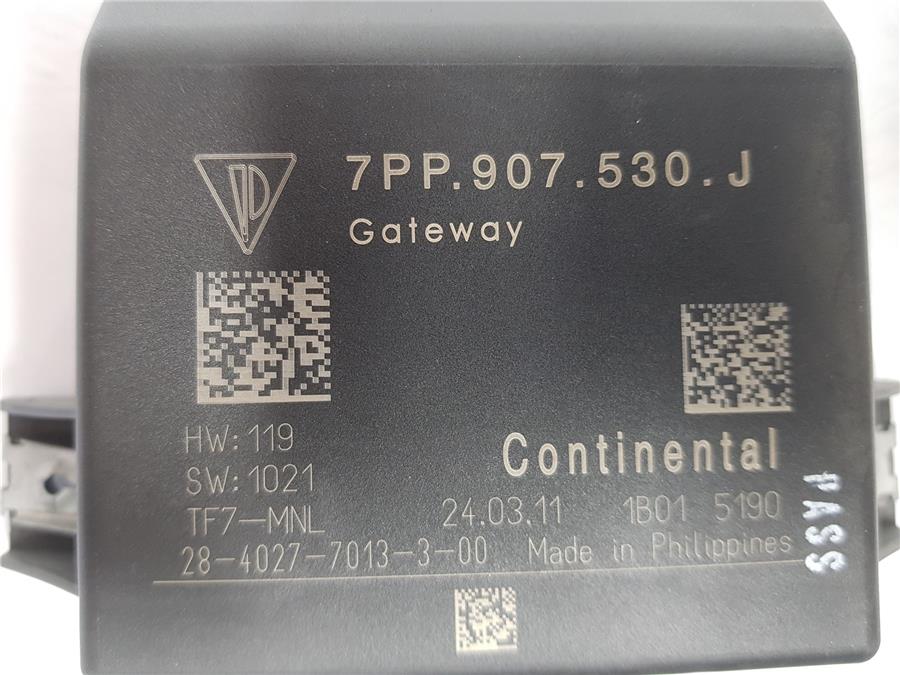 7PP.907.530.J
Gateway
HW: 119
SW: 1021
Continental
TF7-MNL 24.03.11 1B01 5190
28-4027-7013-3-00 Made in Philippines
PASS